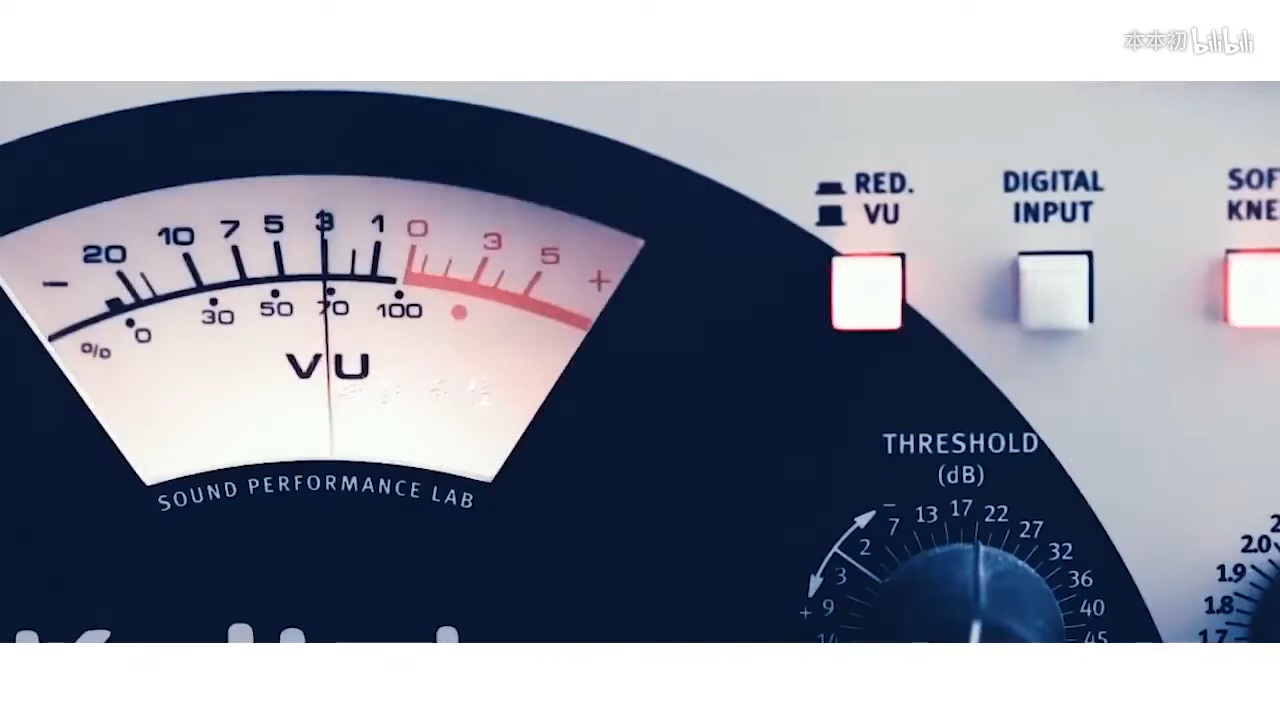 本本初 bilibili
RED.
VU
DIGITAL
INPUT
SOF
KNE
20 10 7 5 3 1 0 3 5
- +
% 0 30 50 70 100
VU
SOUND PERFORMANCE LAB
THRESHOLD
(dB)
- 7 13 17 22 27 32 36 40 45
2 3 + 9 14
2.0
1.9
1.8
1.7